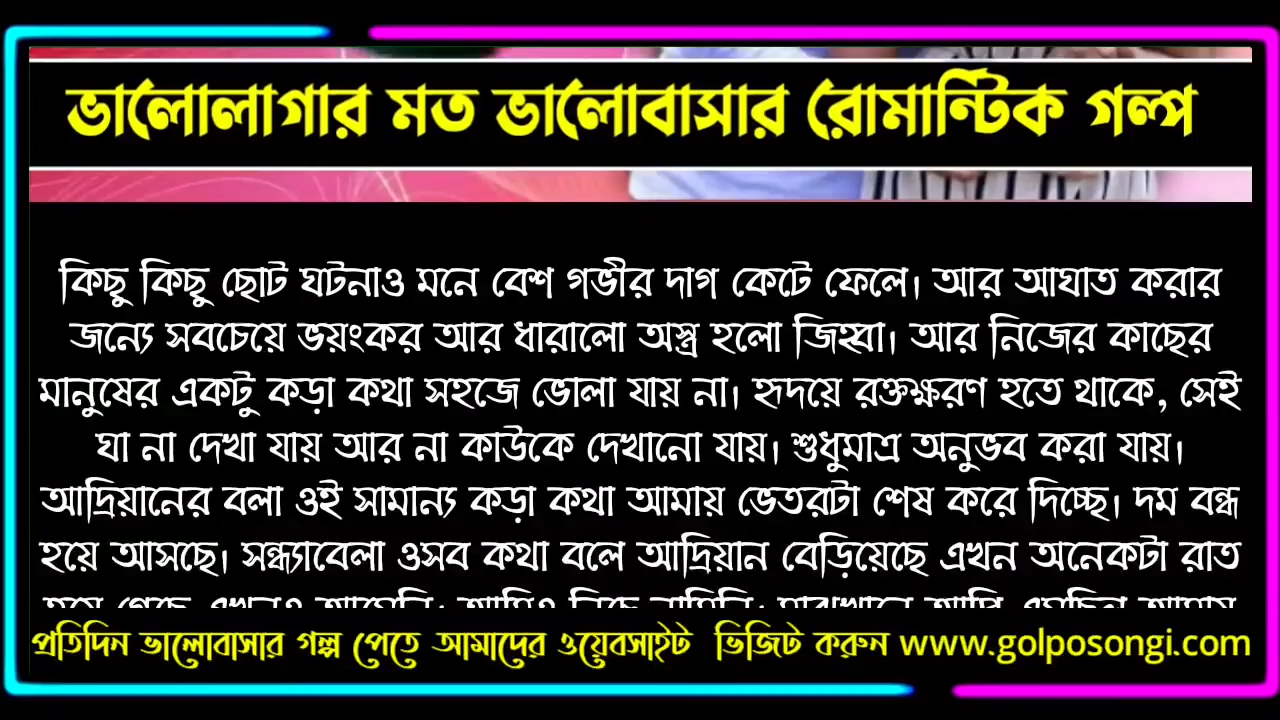 ভালোলাগার মত ভালোবাসার রোমান্টিক গল্প
কিছু কিছু ছোট ঘটনাও মনে বেশ গভীর দাগ কেটে ফেলে। আর আঘাত করার
জন্যে সবচেয়ে ভয়ংকর আর ধারালো অস্ত্র হলো জিহ্বা। আর নিজের কাছের
মানুষের একটু কড়া কথা সহজে ভোলা যায় না। হৃদয়ে রক্তক্ষরণ হতে থাকে, সেই
ঘা না দেখা যায় আর না কাউকে দেখানো যায়। শুধুমাত্র অনুভব করা যায়।
আদ্রিয়ানের বলা ওই সামান্য কড়া কথা আমায় ভেতরটা শেষ করে দিচ্ছে। দম বন্ধ
হয়ে আসছে। সন্ধ্যাবেলা ওসব কথা বলে আদ্রিয়ান বেড়িয়েছে এখন অনেকটা রাত
প্রতিদিন ভালোবাসার গল্প পেতে আমাদের ওয়েবসাইট ভিজিট করুন www.golposongi.com